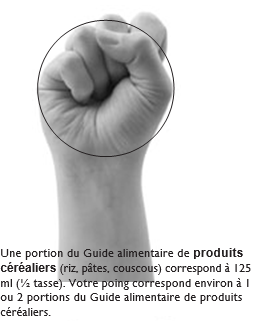 Une portion du Guide alimentaire de produits
céréaliers (riz, pâtes, couscous) correspond à 125
ml (½ tasse). Votre poing correspond environ à 1
ou 2 portions du Guide alimentaire de produits
céréaliers.